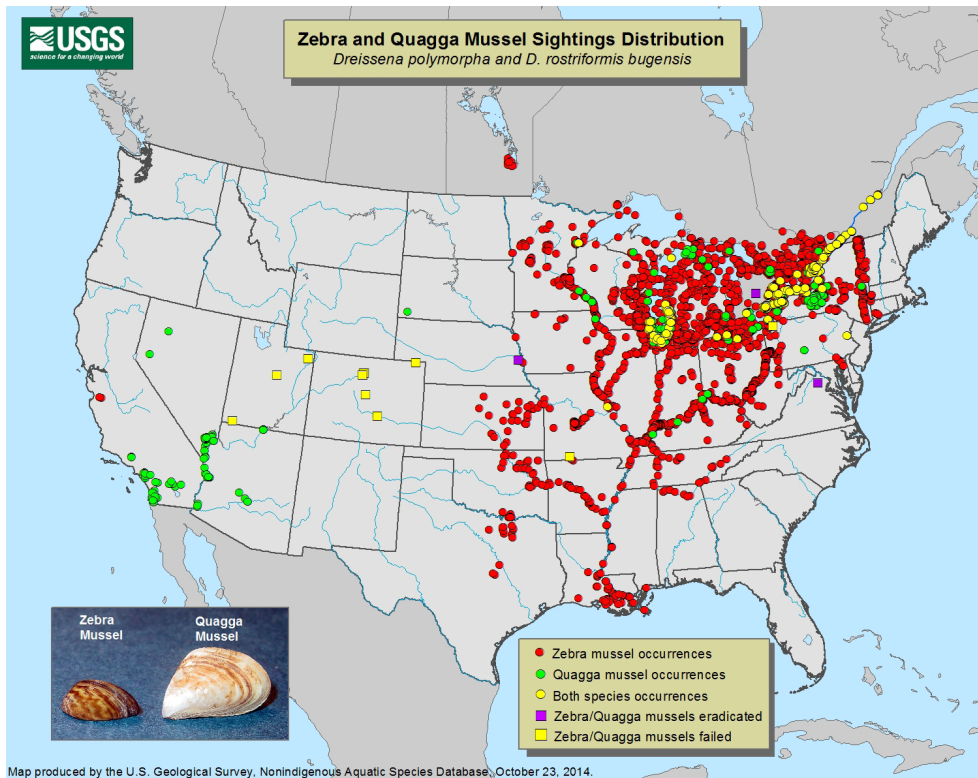 USGS
science for a changing world
Zebra and Quagga Mussel Sightings Distribution
Dreissena polymorpha and D. rostriformis bugensis
Zebra
Mussel
Quagga
Mussel
Zebra mussel occurrences
Quagga mussel occurrences
Both species occurrences
Zebra/Quagga mussels eradicated
Zebra/Quagga mussels failed
Map produced by the U.S. Geological Survey, Nonindigenous Aquatic Species Database, October 23, 2014.